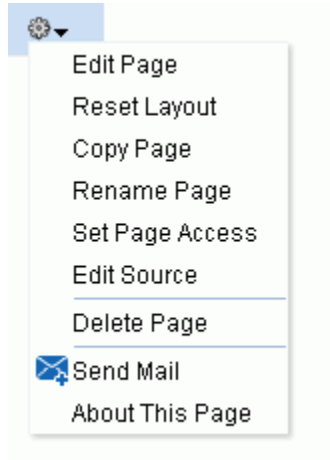 Edit Page
Reset Layout
Copy Page
Rename Page
Set Page Access
Edit Source
Delete Page
Send Mail
About This Page